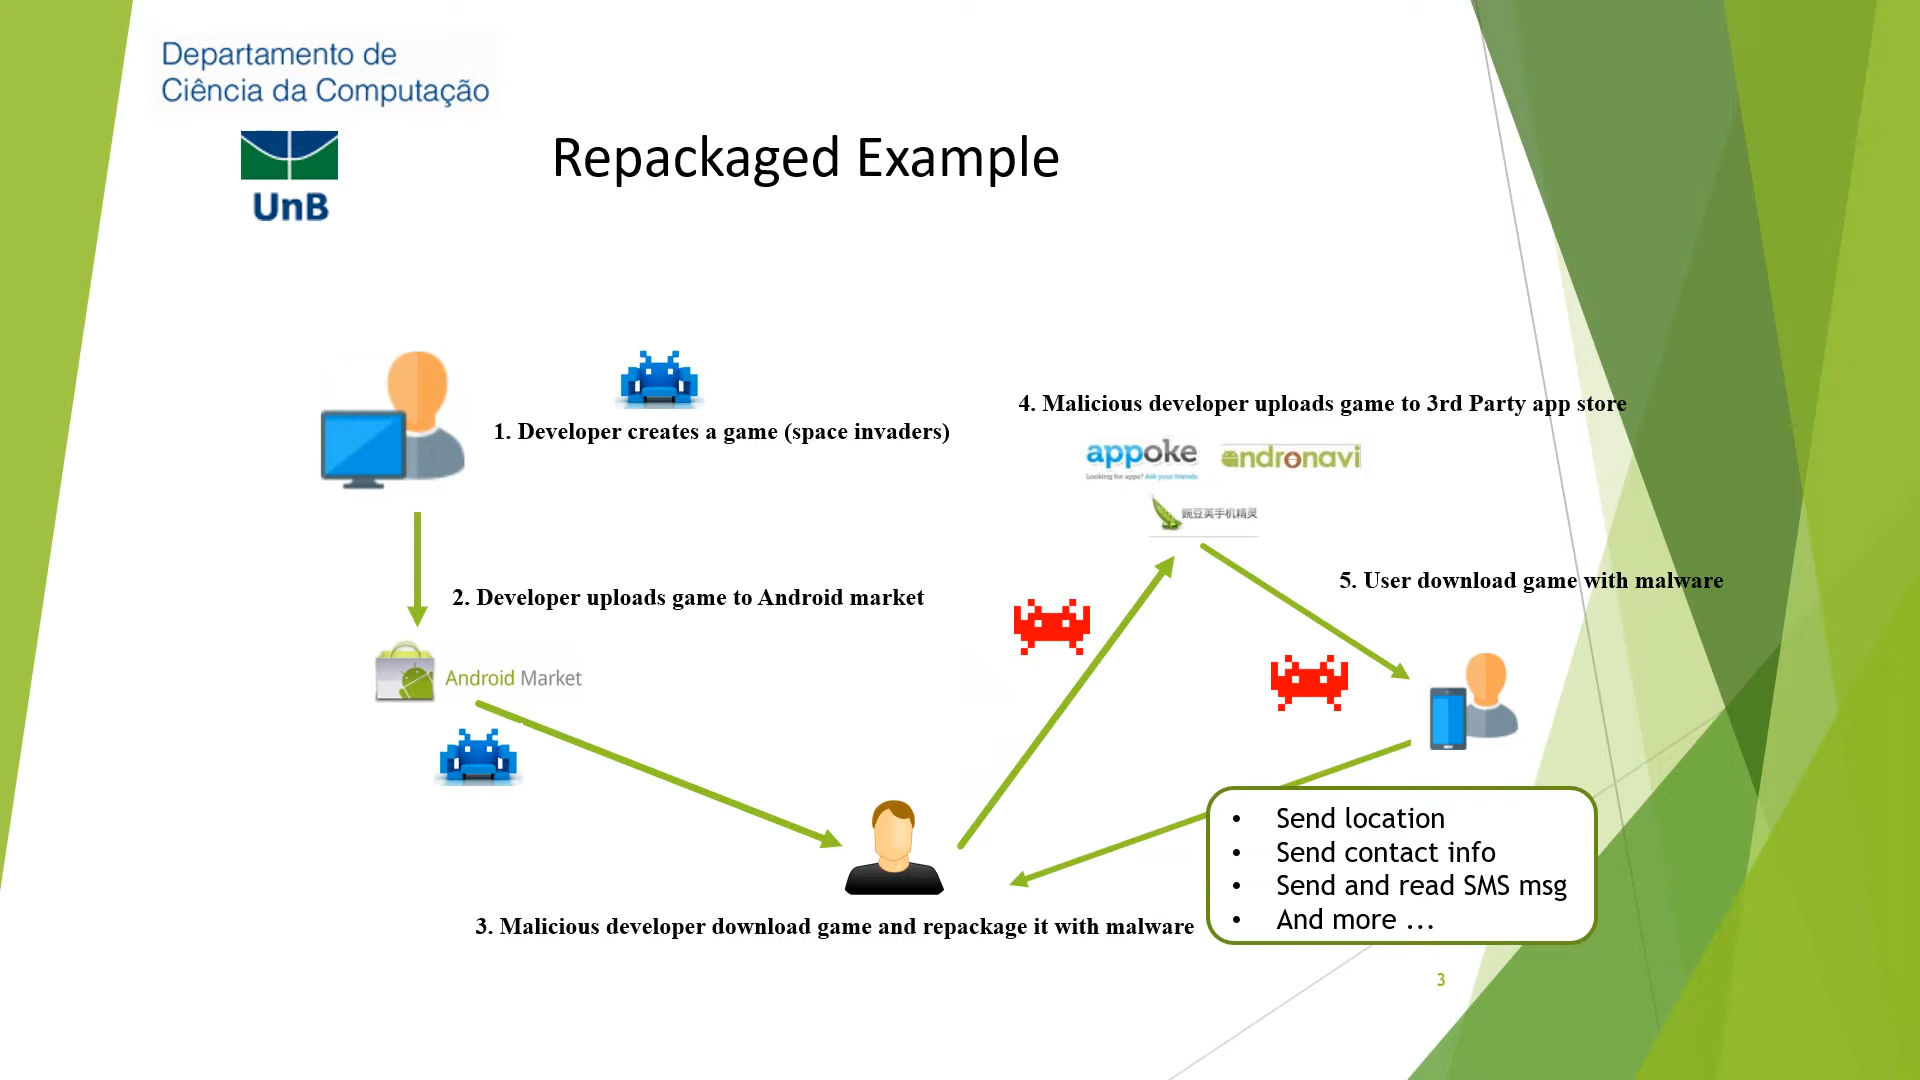 Departamento de
Ciência da Computação
UnB
Repackaged Example
1. Developer creates a game (space invaders)
2. Developer uploads game to Android market
Android Market
3. Malicious developer download game and repackage it with malware
4. Malicious developer uploads game to 3rd Party app store
appoke
Looking for apps? Ask your friends.
andronavi
豌豆荚手机精灵
5. User download game with malware
• Send location
• Send contact info
• Send and read SMS msg
• And more ...
3